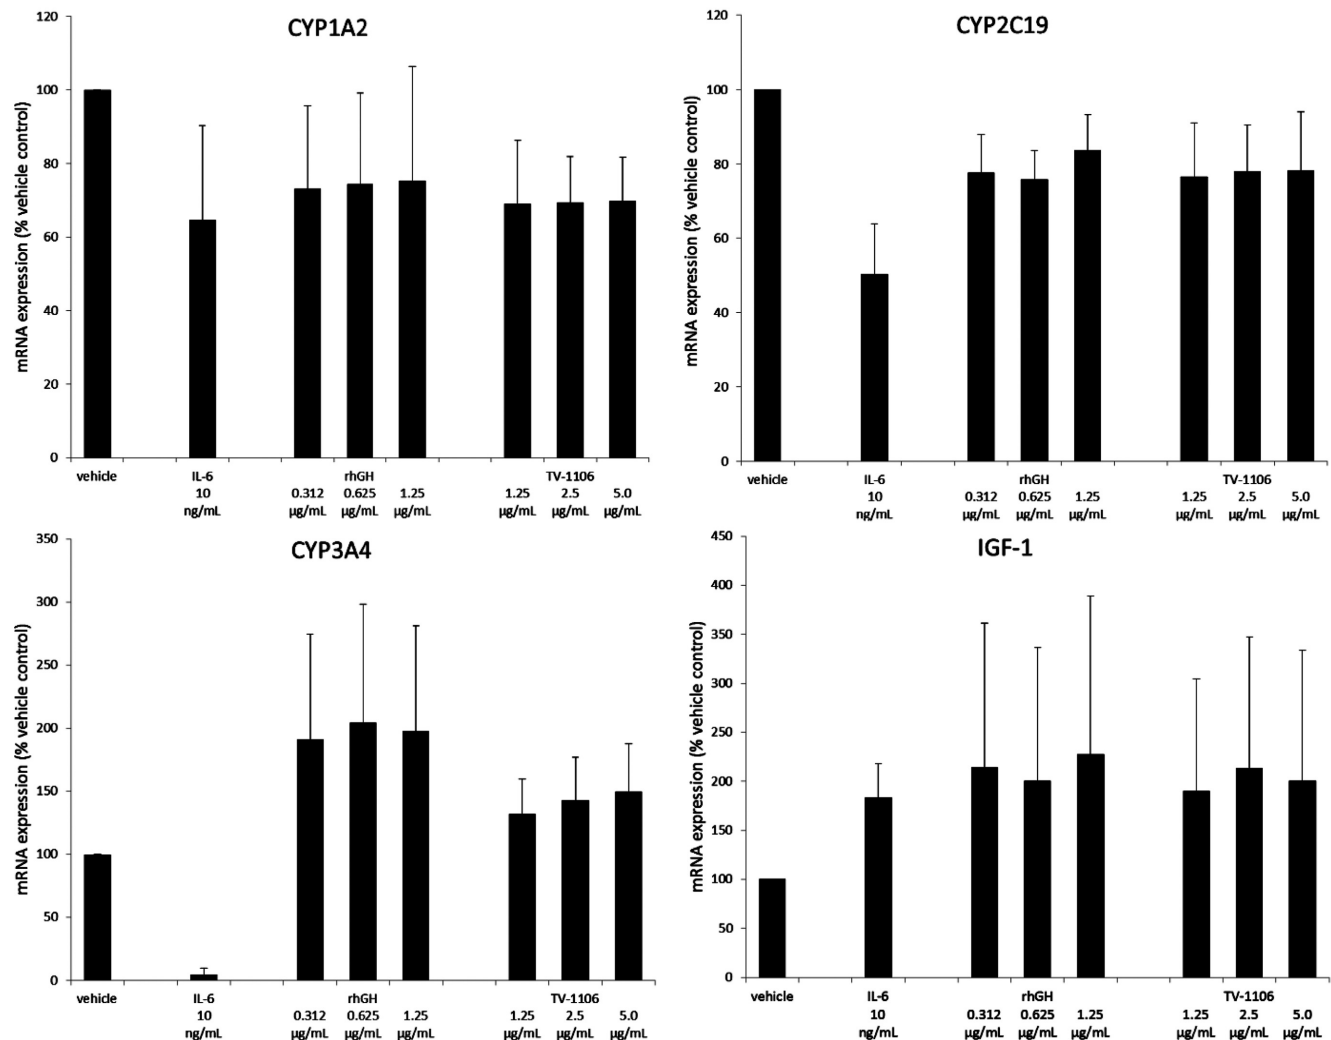 CYP1A2
mRNA expression (% vehicle control)
120
100
80
60
40
20
0
vehicle IL-6 rhGH TV-1106
10 0.312 0.625 1.25 1.25 2.5 5.0
ng/mL µg/mL µg/mL µg/mL µg/mL µg/mL µg/mL
CYP2C19
mRNA expression (% vehicle control)
120
100
80
60
40
20
0
vehicle IL-6 rhGH TV-1106
10 0.312 0.625 1.25 1.25 2.5 5.0
ng/mL µg/mL µg/mL µg/mL µg/mL µg/mL µg/mL
CYP3A4
mRNA expression (% vehicle control)
350
300
250
200
150
100
50
0
vehicle IL-6 rhGH TV-1106
10 0.312 0.625 1.25 1.25 2.5 5.0
ng/mL µg/mL µg/mL µg/mL µg/mL µg/mL µg/mL
IGF-1
mRNA expression (% vehicle control)
450
400
350
300
250
200
150
100
50
0
vehicle IL-6 rhGH TV-1106
10 0.312 0.625 1.25 1.25 2.5 5.0
ng/mL µg/mL µg/mL µg/mL µg/mL µg/mL µg/mL